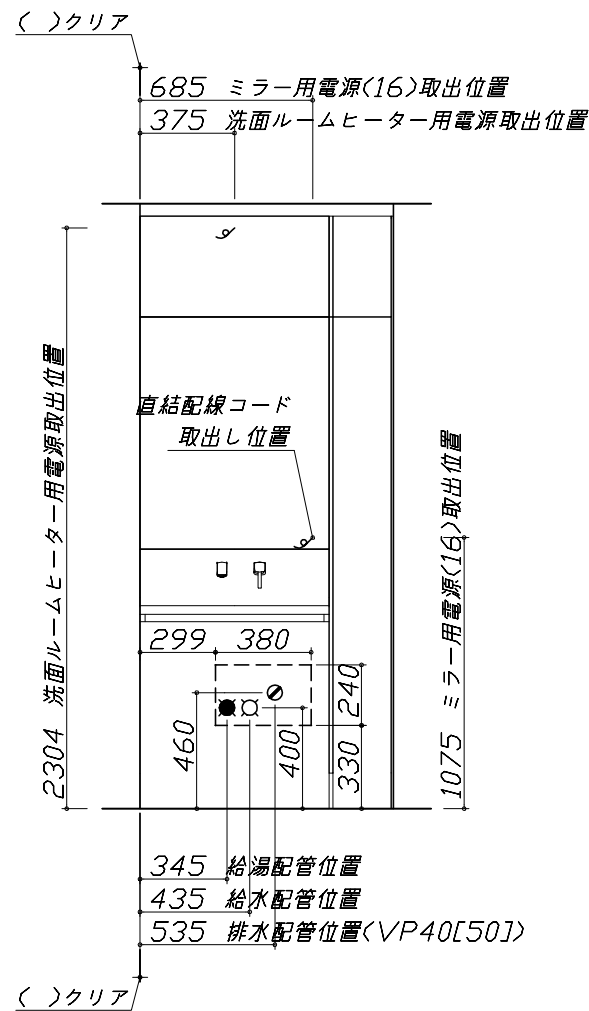 ( )クリア
685 ミラー用電源(16)取出位置
375 洗面ルームヒーター用電源取出位置
2304 洗面ルームヒーター用電源取出位置
直結配線コード
取出し位置
1075 ミラー用電源(16)取出位置
299 380
240
460
400
330
345 給湯配管位置
435 給水配管位置
535 排水配管位置(VP40[50])
( )クリア